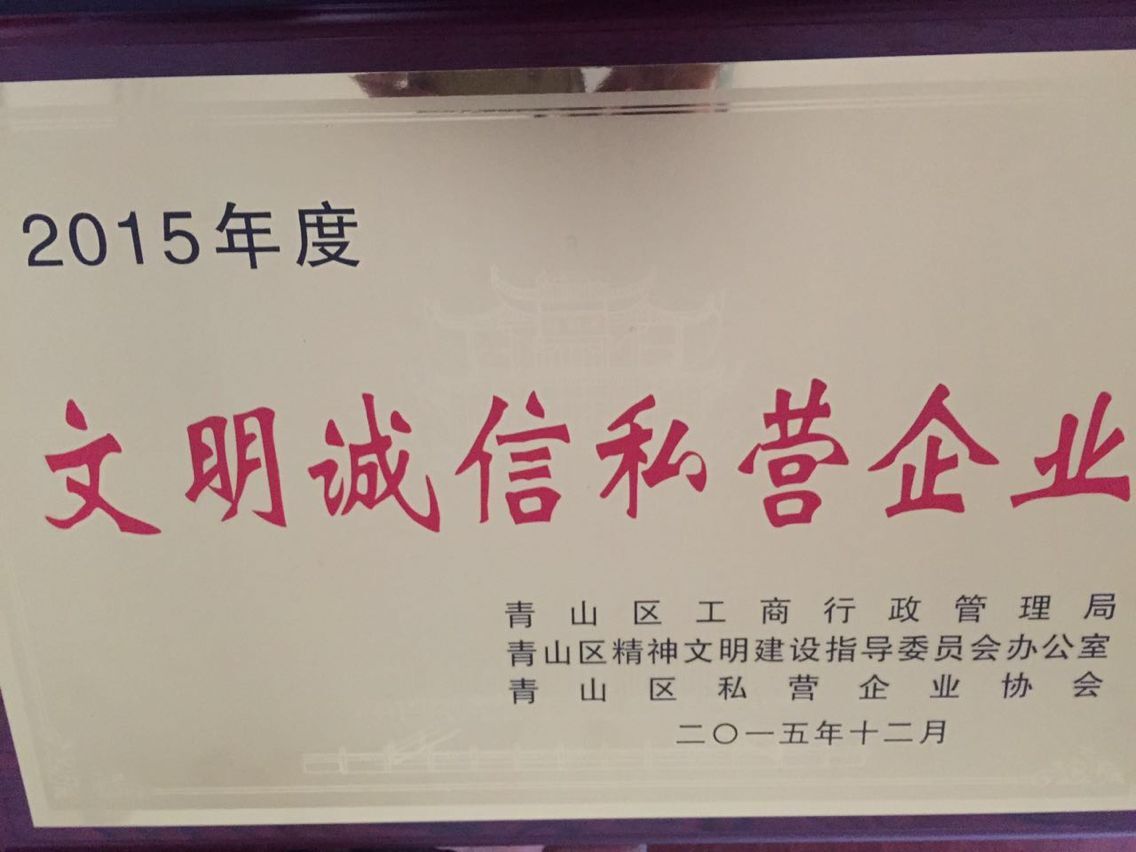 2015年度
文明诚信私营企业
青山区工商行政管理局
青山区精神文明建设指导委员会办公室
青山区私营企业协会
二〇一五年十二月